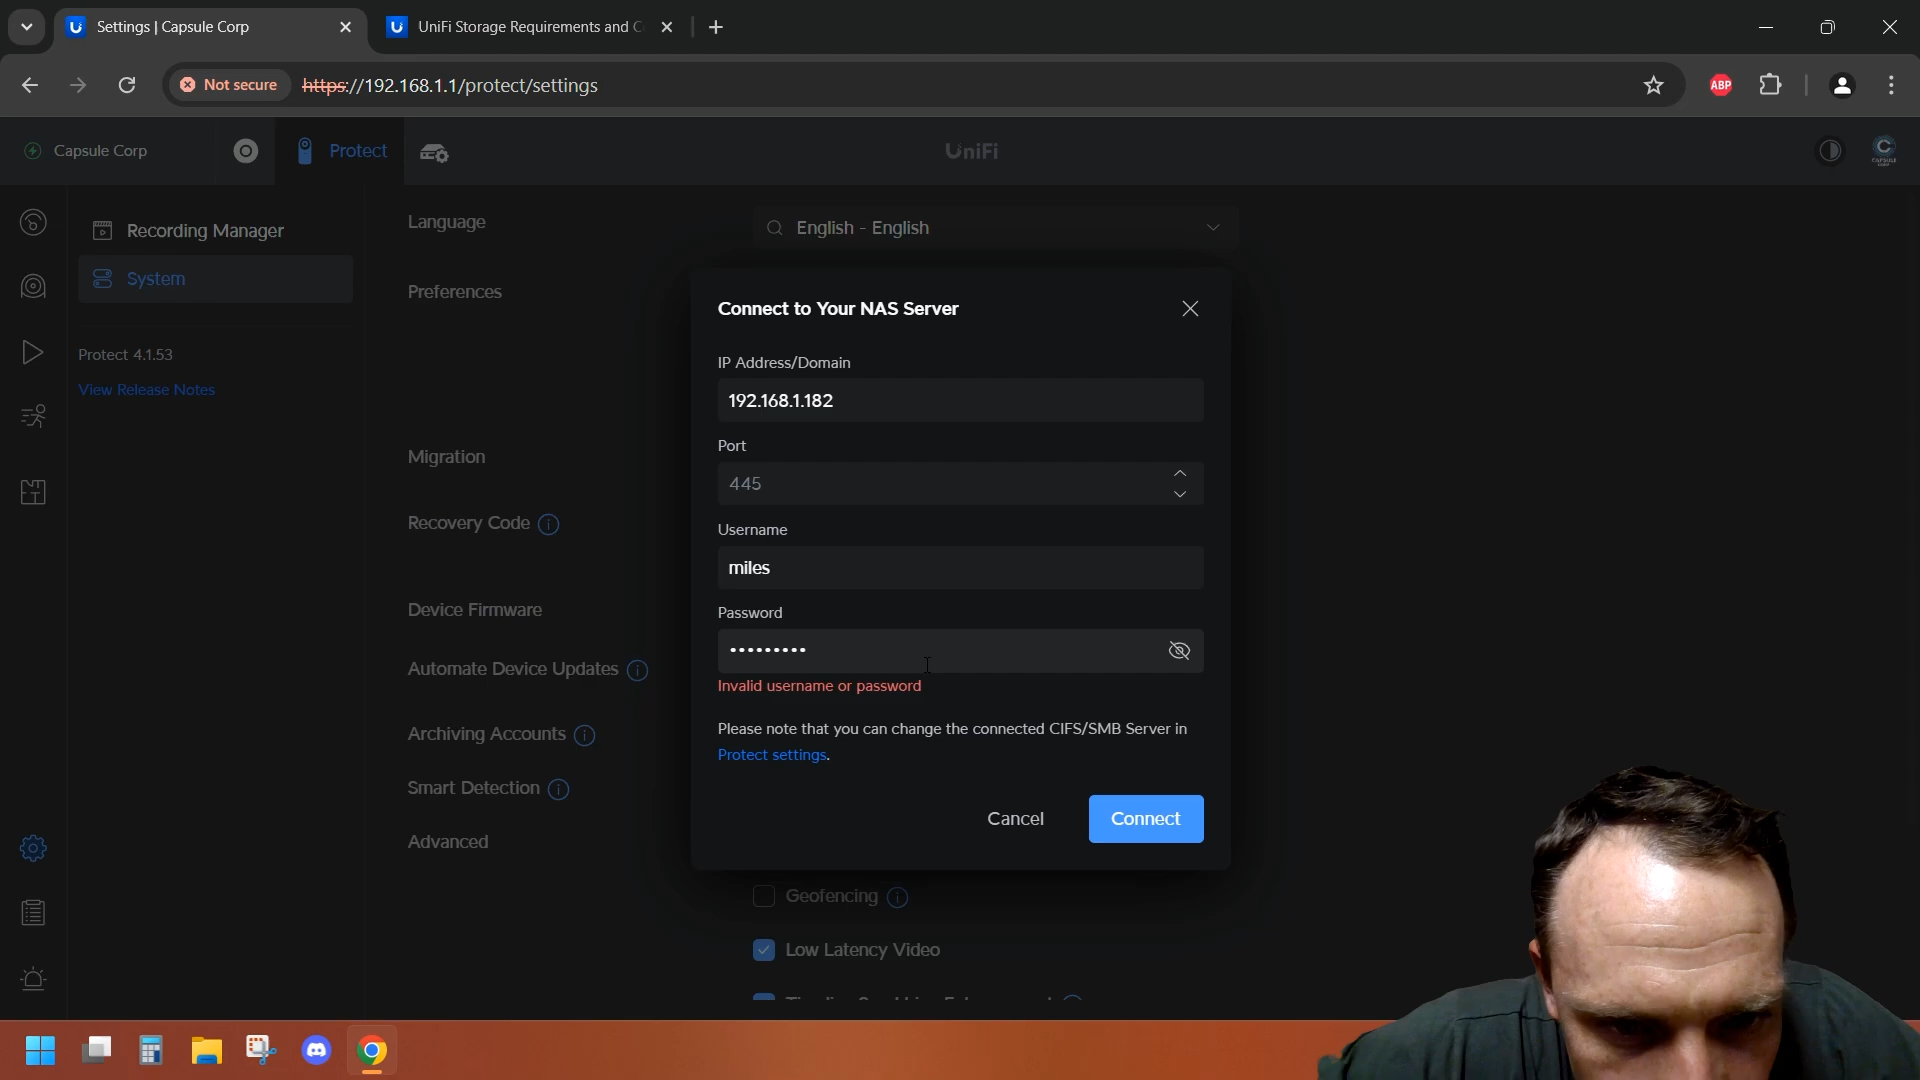 Settings | Capsule Corp
UniFi Storage Requirements and C
Not secure
https://192.168.1.1/protect/settings
ABP
Capsule Corp
Protect
UniFi
CAPSULE
Recording Manager
System
Protect 4.1.53
View Release Notes
Language
English - English
Preferences
Migration
Recovery Code
Device Firmware
Automate Device Updates
Archiving Accounts
Smart Detection
Advanced
Connect to Your NAS Server
IP Address/Domain
192.168.1.182
Port
445
Username
miles
Password
•••••••••
Invalid username or password
Please note that you can change the connected CIFS/SMB Server in
Protect settings.
Cancel
Connect
Geofencing
Low Latency Video